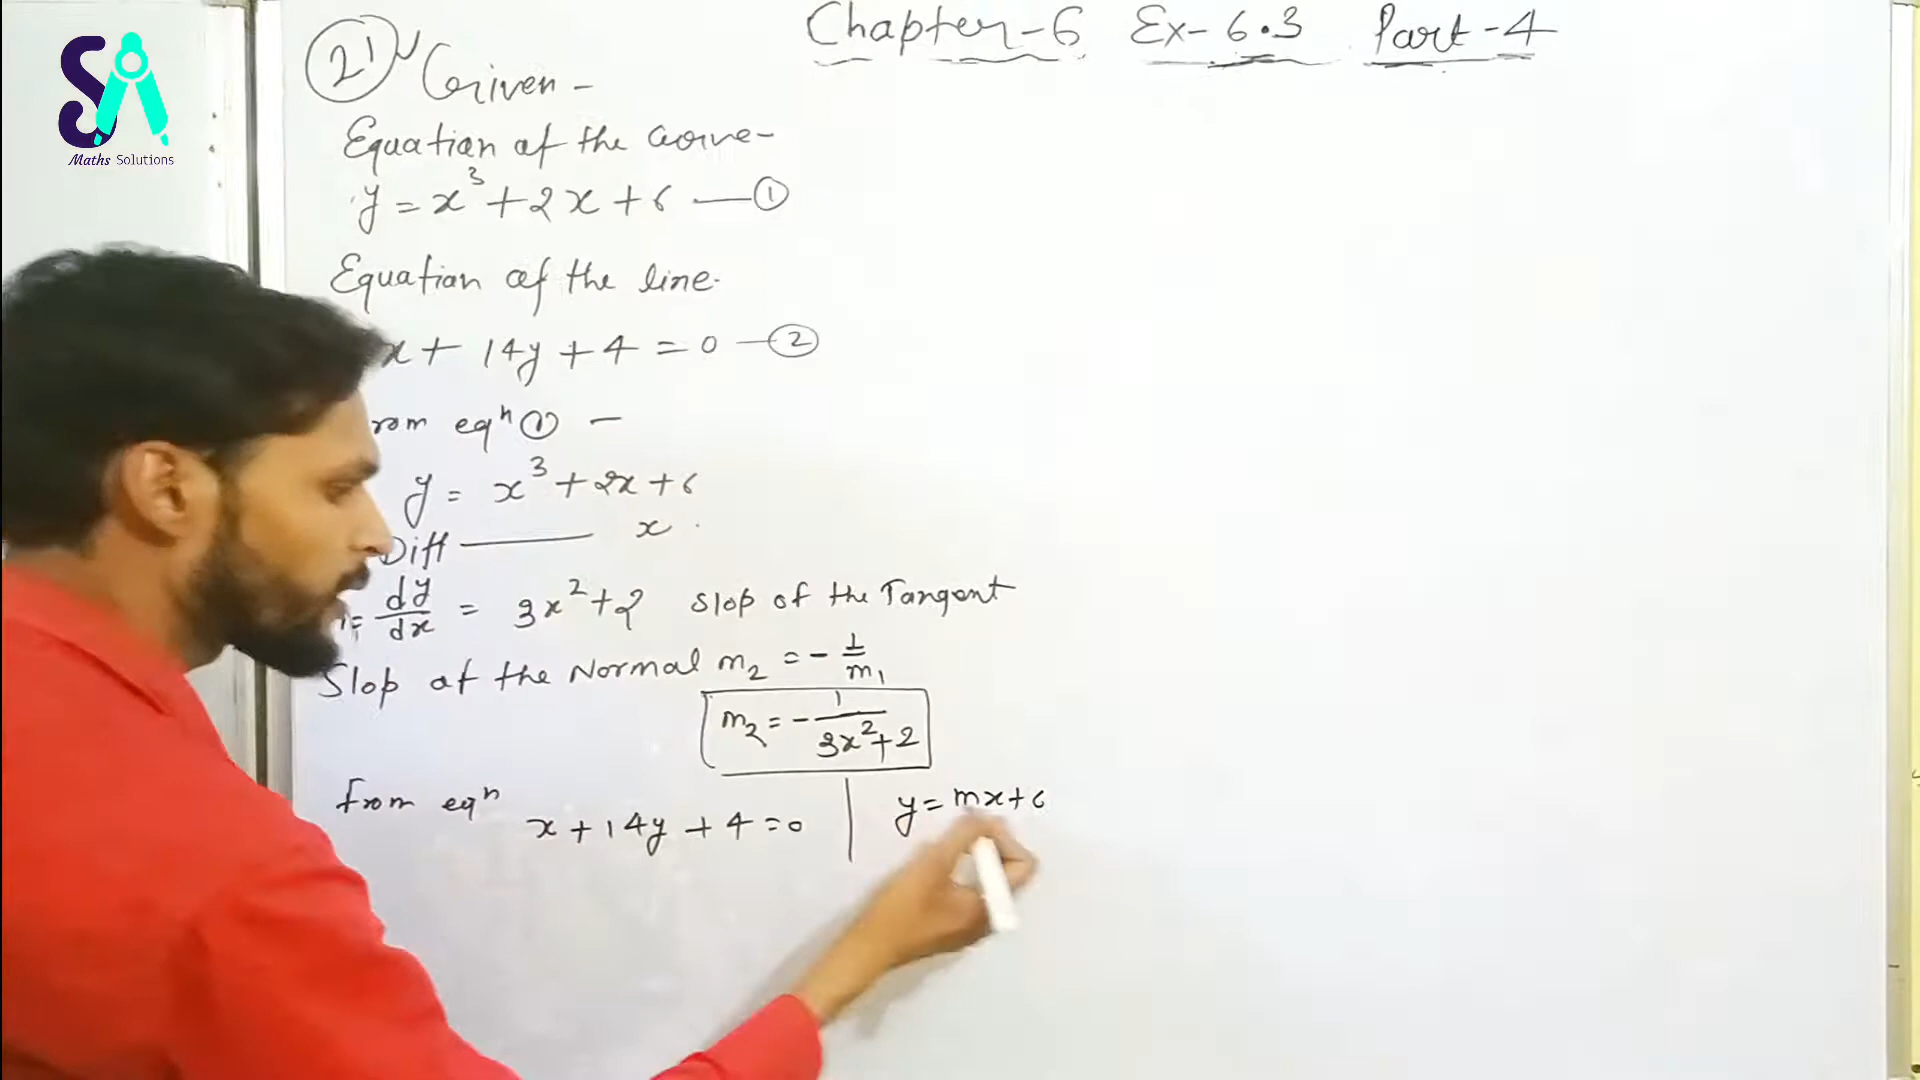 SA
Maths Solutions
Chapter-6 Ex-6.3 Part-4
21
Given -
Equation of the curve-
y = x³ + 2x + 6 —①
Equation of the line.
x + 14y + 4 = 0 —②
rom eqⁿ ① —
y = x³ + 2x + 6
Diff ——— x
= dy/dx = 3x² + 2 Slop of the Tangent
Slop of the Normal m₂ = - 1/m₁
m₂ = - 1/3x² + 2
from eqⁿ
x + 14y + 4 = 0 | y = mx + c